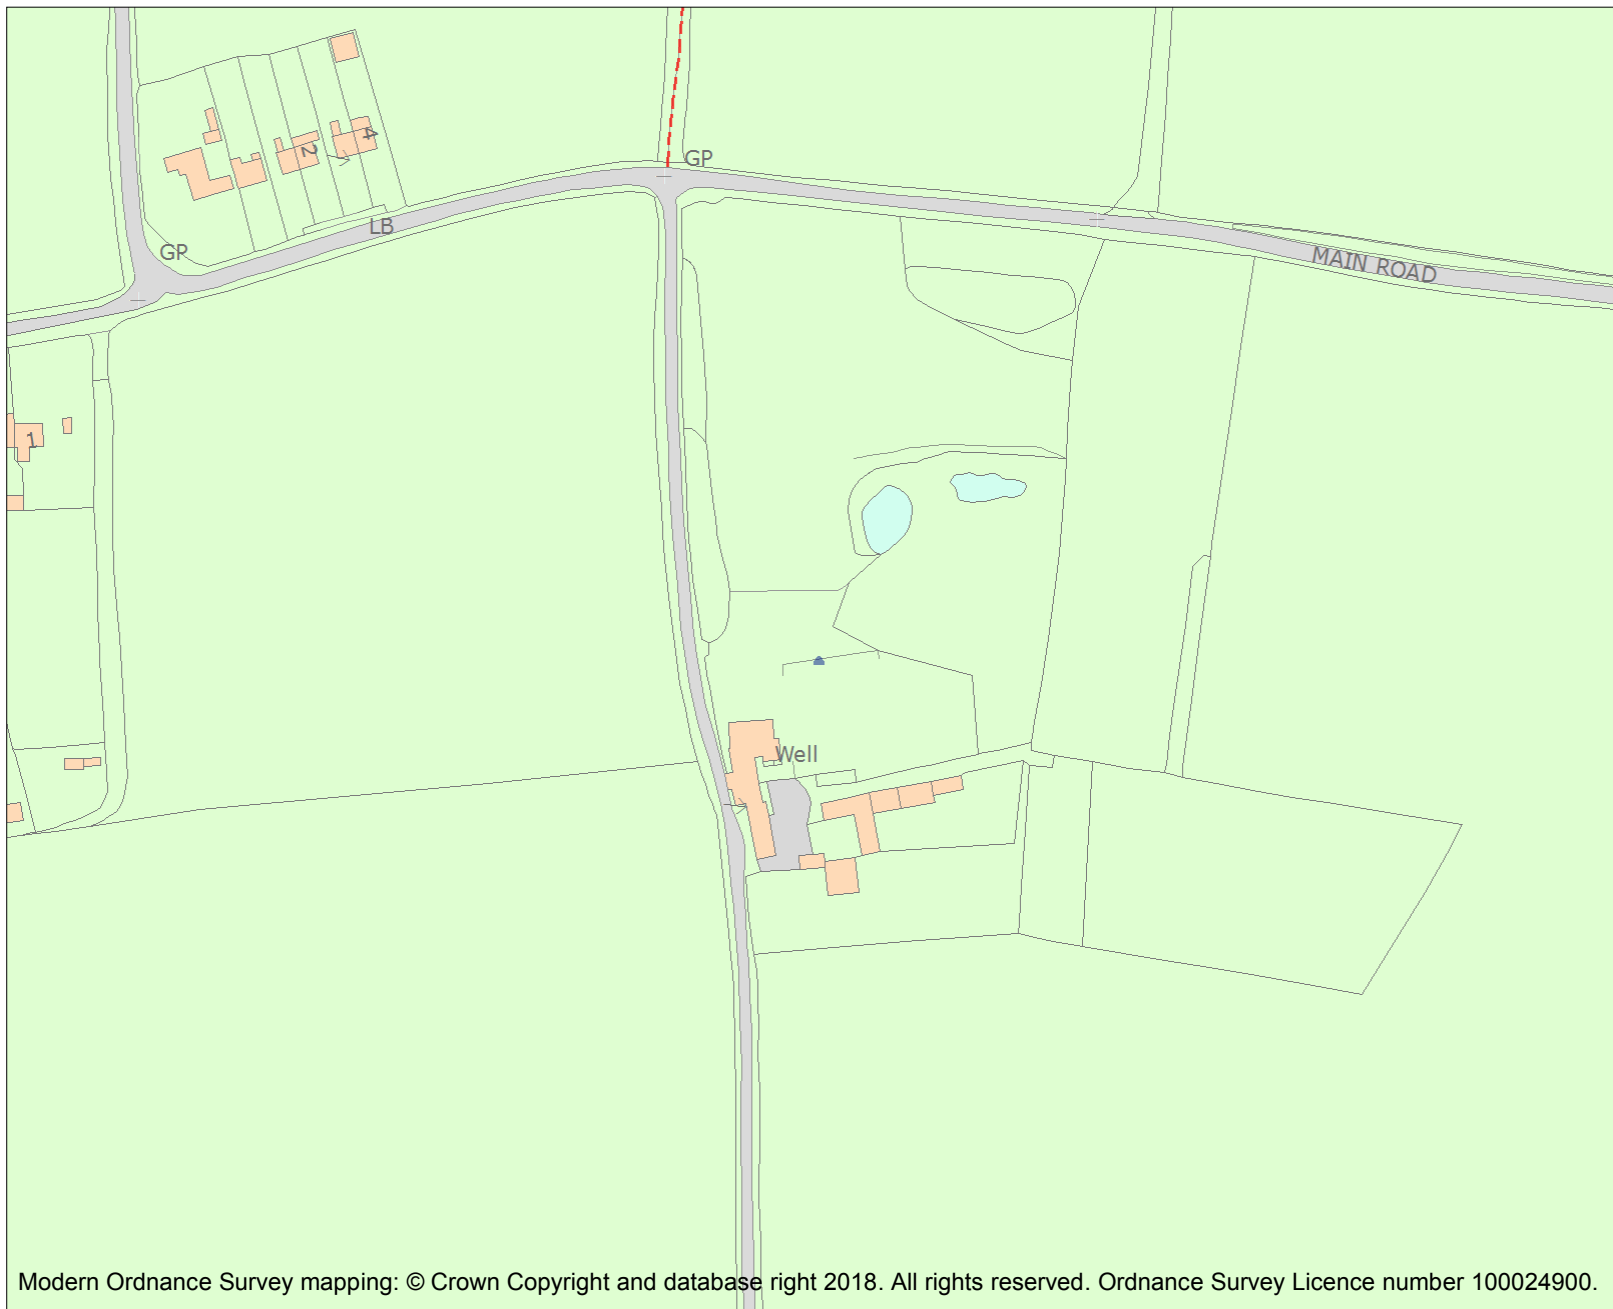 4
2
GP
LB
GP
MAIN ROAD
1
Well
Modern Ordnance Survey mapping: © Crown Copyright and database right 2018. All rights reserved. Ordnance Survey Licence number 100024900.